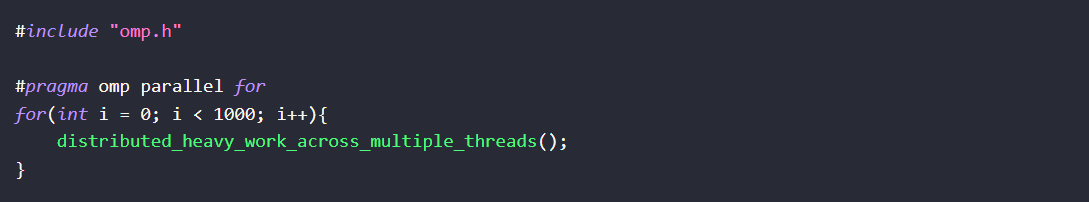 #include "omp.h"
#pragma omp parallel for
for(int i = 0; i < 1000; i++){
    distributed_heavy_work_across_multiple_threads();
}